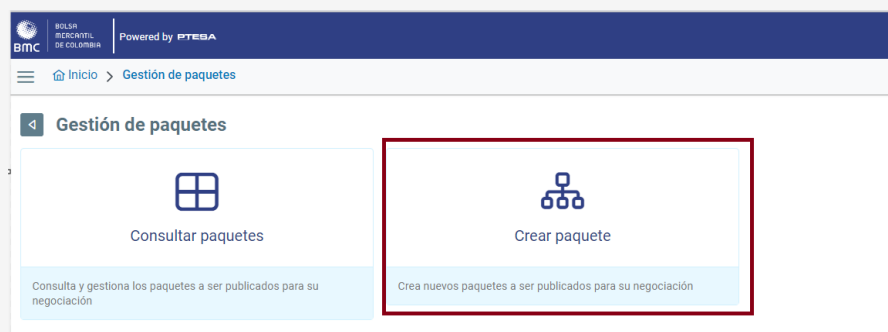 BMC
BOLSA
MERCANTIL
DE COLOMBIA
Powered by PTESA
Inicio > Gestión de paquetes
Gestión de paquetes
Consultar paquetes
Consulta y gestiona los paquetes a ser publicados para su
negociación
Crear paquete
Crea nuevos paquetes a ser publicados para su negociación